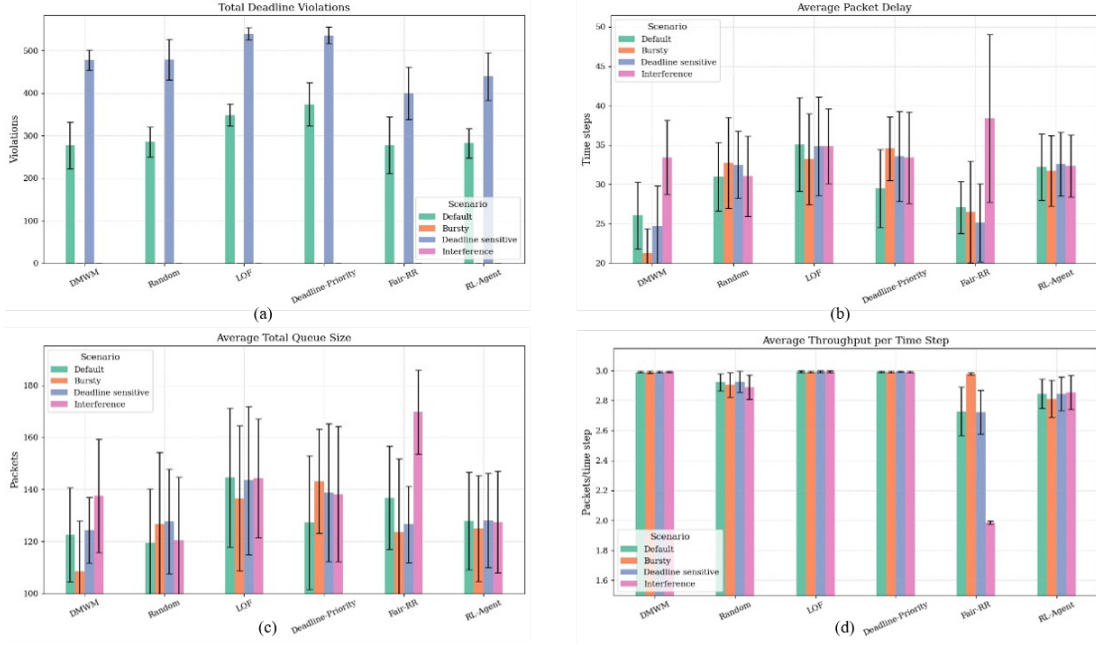 Total Deadline Violations
Violations
500
400
300
200
100
0
Scenario
Default
Bursty
Deadline sensitive
Interference
DMWM
Random
LQF
Deadline-Priority
Fair-RR
RL-Agent
(a)
Average Packet Delay
Time steps
50
45
40
35
30
25
20
Scenario
Default
Bursty
Deadline sensitive
Interference
DMWM
Random
LQF
Deadline-Priority
Fair-RR
RL-Agent
(b)
Average Total Queue Size
Packets
180
160
140
120
100
Scenario
Default
Bursty
Deadline sensitive
Interference
DMWM
Random
LQF
Deadline-Priority
Fair-RR
RL-Agent
(c)
Average Throughput per Time Step
Packets/time step
3.0
2.8
2.6
2.4
2.2
2.0
1.8
1.6
Scenario
Default
Bursty
Deadline sensitive
Interference
DMWM
Random
LQF
Deadline-Priority
Fair-RR
RL-Agent
(d)